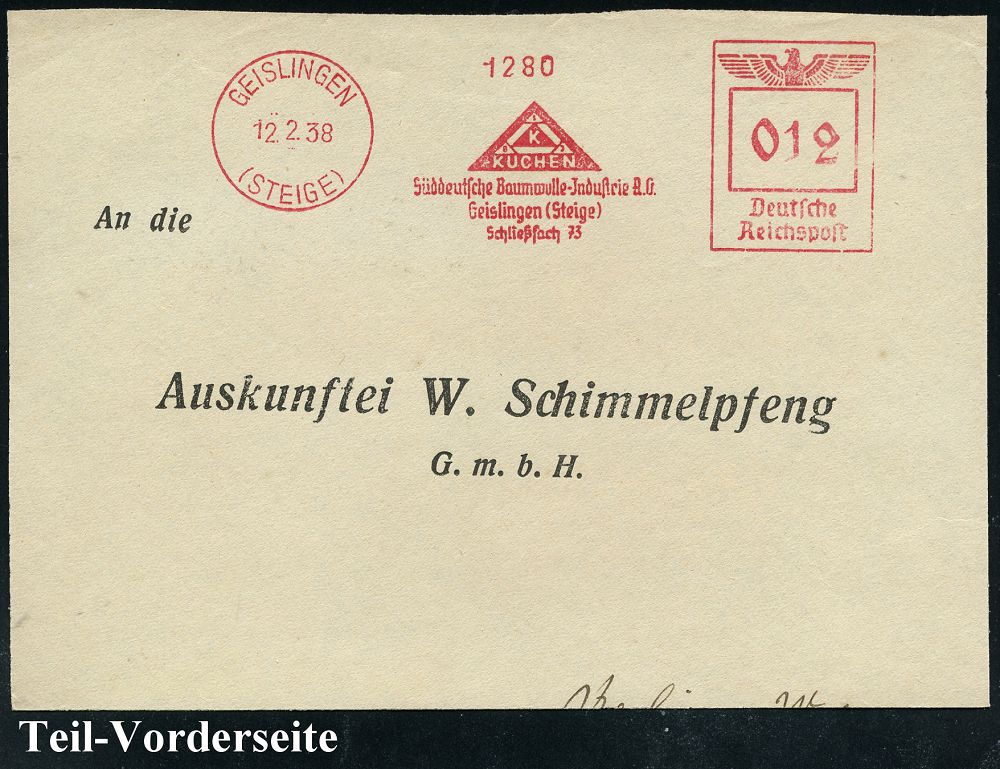 GEISLINGEN
12.2.38
(STEIGE)
1280
K
KUCHEN
Süddeutsche Baumwolle-Industrie A.G.
Geislingen (Steige)
Schließfach 73
012
Deutsche
Reichspost
An die
Auskunftei W. Schimmelpfeng
G. m. b. H.
Teil-Vorderseite